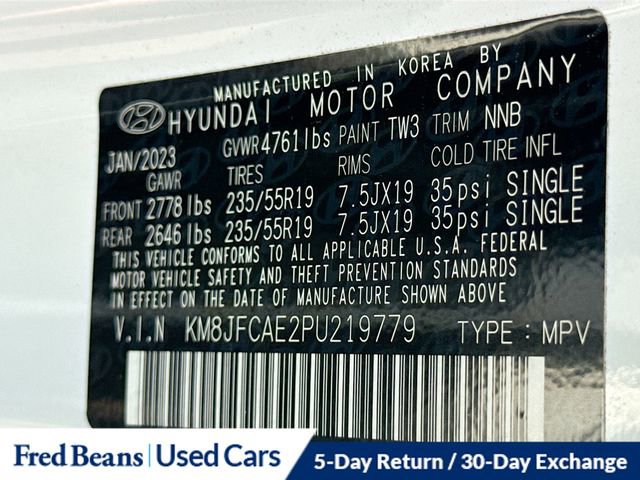 MANUFACTURED IN KOREA BY
HYUNDAI MOTOR COMPANY
JAN/2023 GVWR 4761 lbs PAINT TW3 TRIM NNB
GAWR TIRES RIMS COLD TIRE INFL
FRONT 2778 lbs 235/55R19 7.5JX19 35psi SINGLE
REAR 2646 lbs 235/55R19 7.5JX19 35psi SINGLE
THIS VEHICLE CONFORMS TO ALL APPLICABLE U.S.A. FEDERAL
MOTOR VEHICLE SAFETY AND THEFT PREVENTION STANDARDS
IN EFFECT ON THE DATE OF MANUFACTURE SHOWN ABOVE
V.I.N KM8JFCAE2PU219779 TYPE : MPV
Fred Beans | Used Cars 5-Day Return / 30-Day Exchange